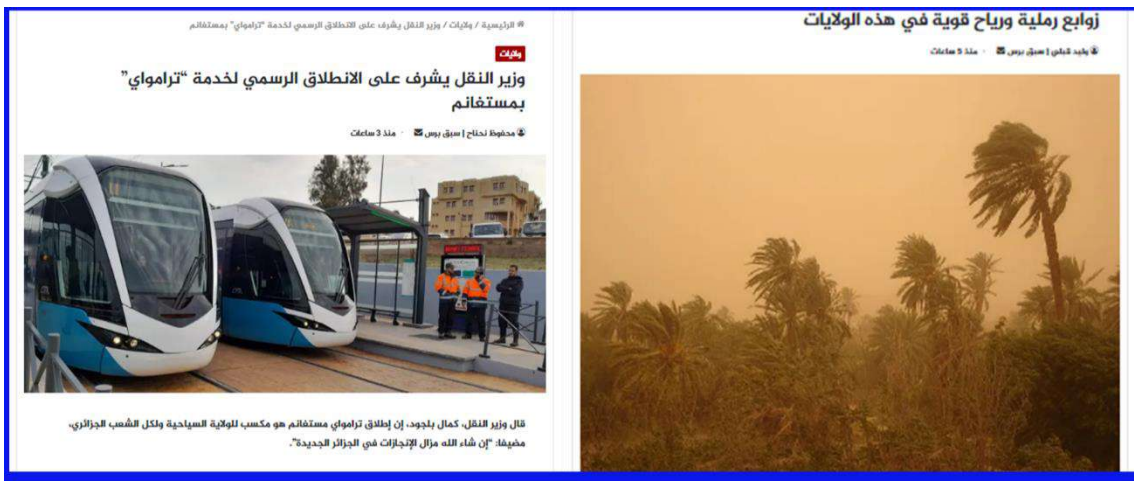 زوابع رملية ورياح قوية في هذه الولايات
وليد قبلي | سبق برس · منذ 5 ساعات
الرئيسية / ولايات / وزير النقل يشرف على الانطلاق الرسمي لخدمة "تراموإي" بمستغانم
ولايات
وزير النقل يشرف على الانطلاق الرسمي لخدمة "ترامواي"
بمستغانم
محفوظ نحناح | سبق برس · منذ 3 ساعات
قال وزير النقل، كمال بلجود، إن إطلاق ترامواي مستغانم هو مكسب للولاية السياحية ولكل الشعب الجزائري،
مضيفا: "إن شاء الله مزال الإنجازات في الجزائر الجديدة".